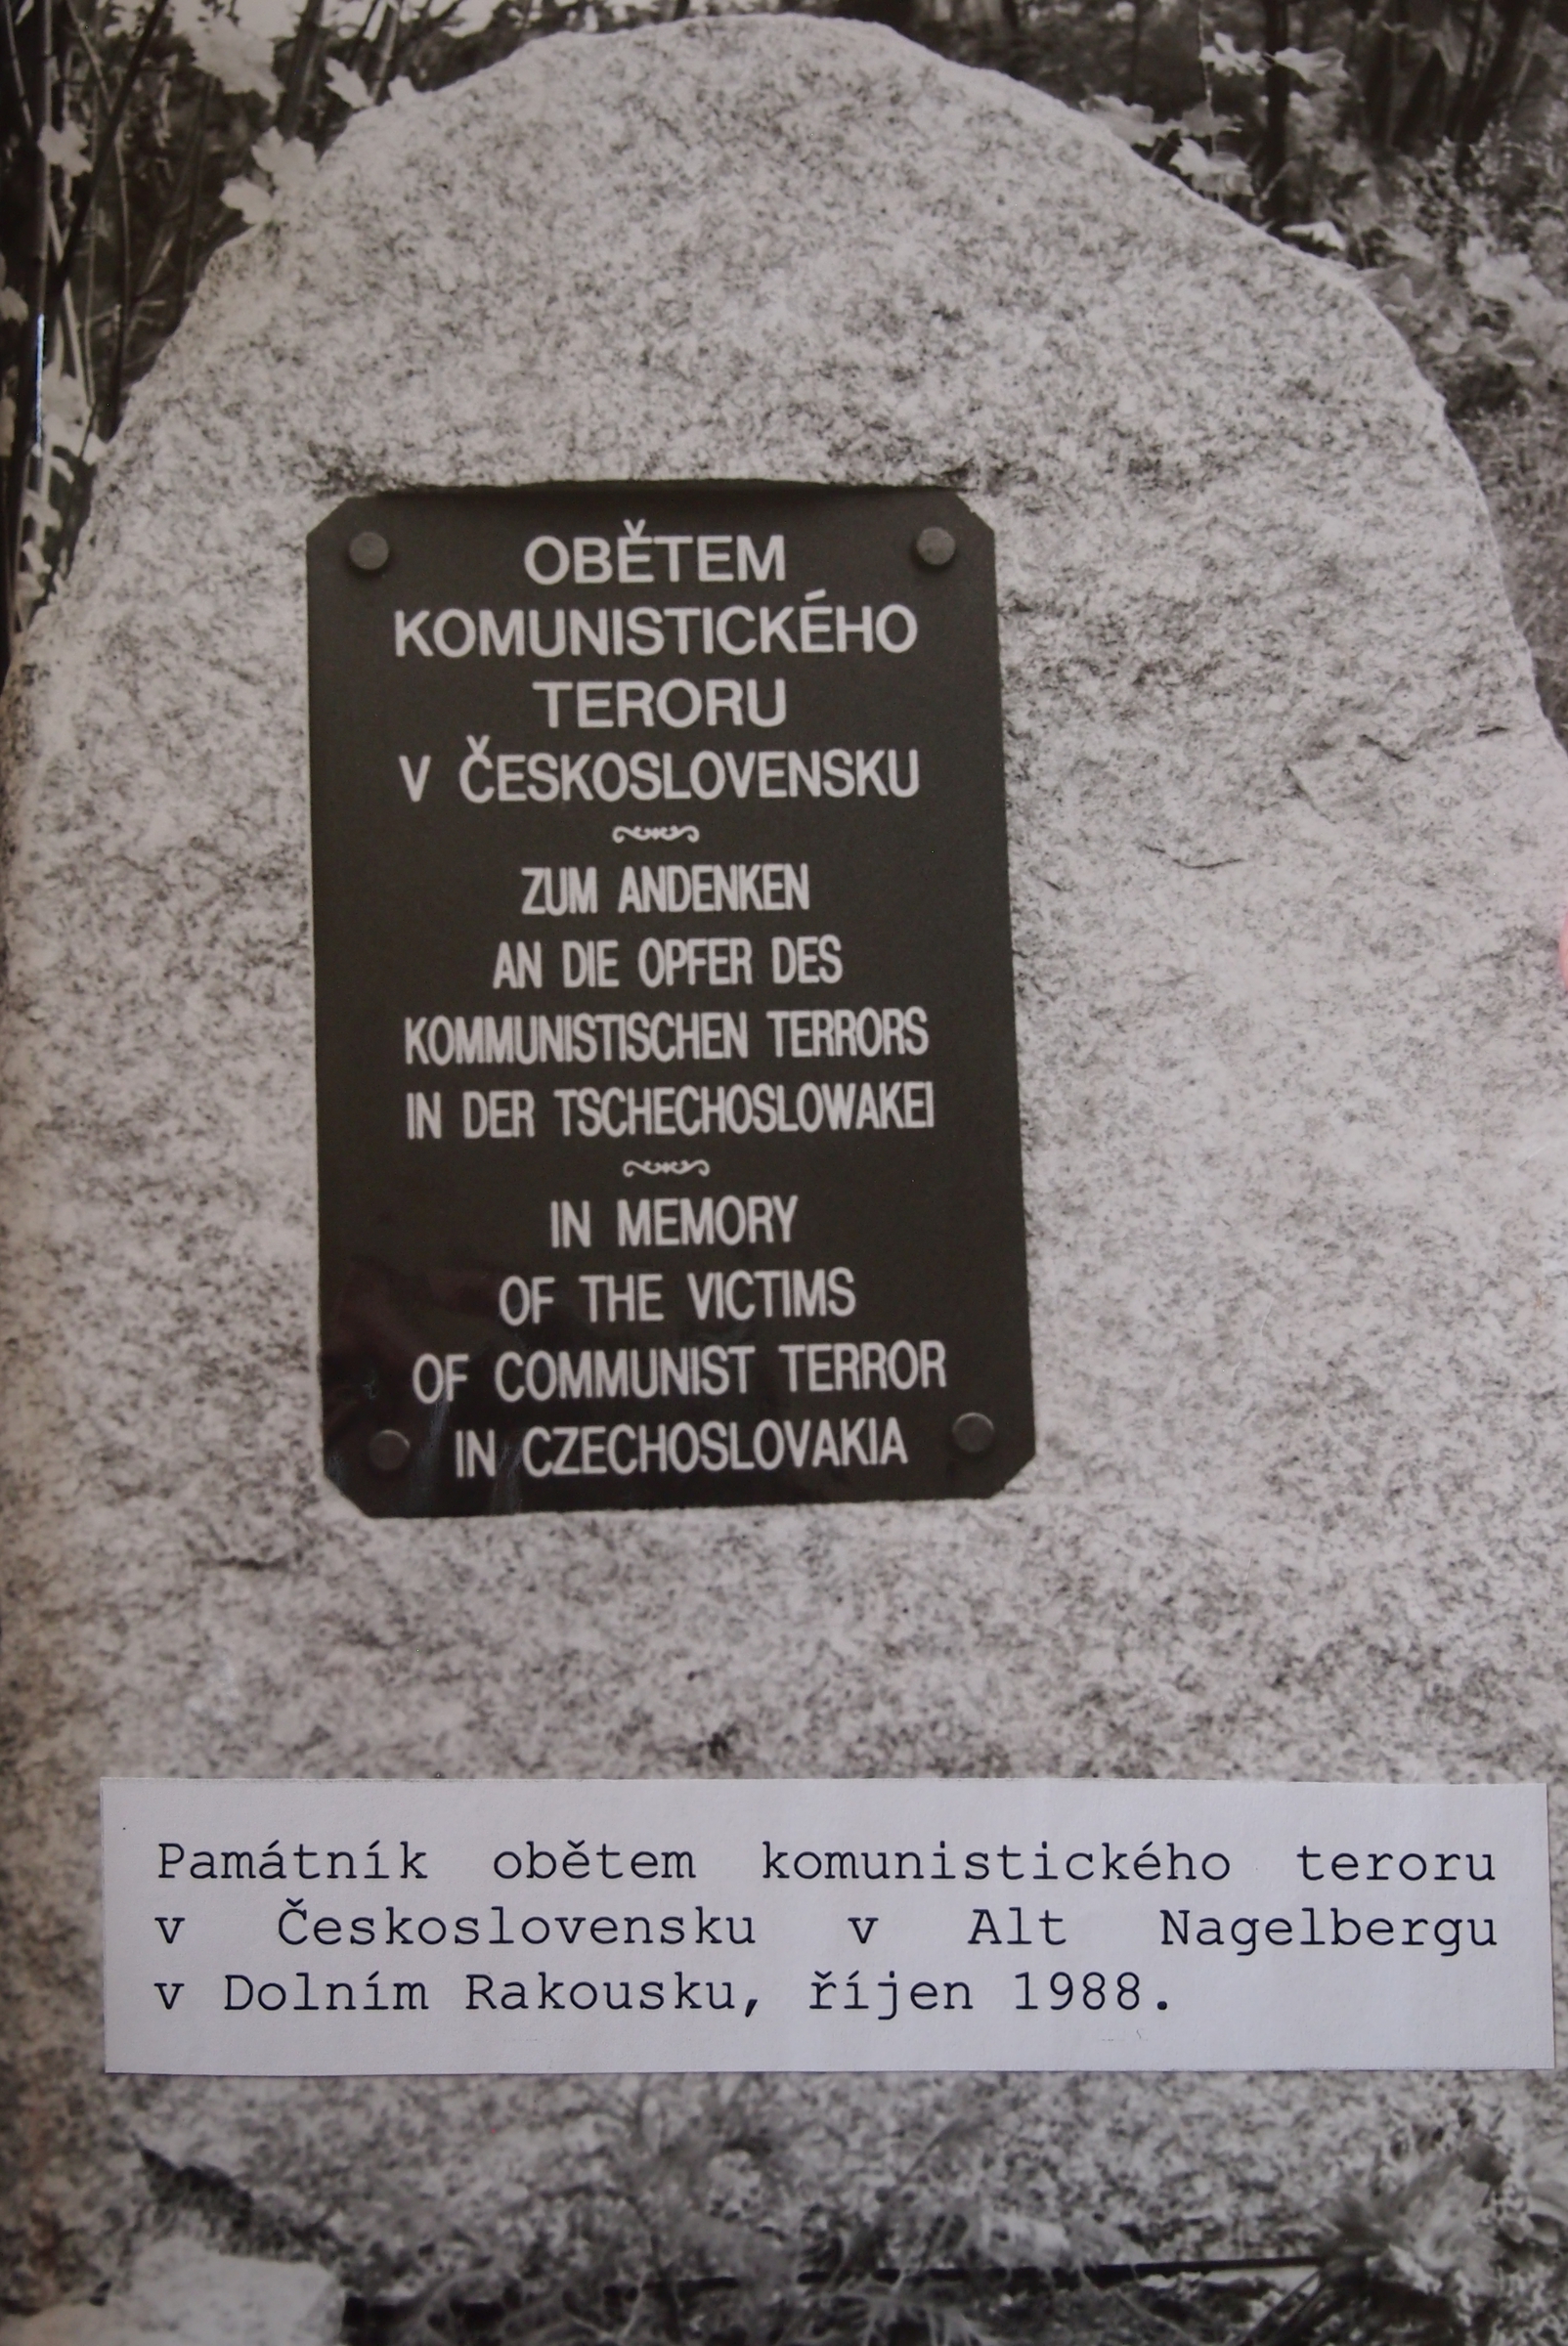 OBĚTEM
KOMUNISTICKÉHO
TERORU
V ČESKOSLOVENSKU
ZUM ANDENKEN
AN DIE OPFER DES
KOMMUNISTISCHEN TERRORS
IN DER TSCHECHOSLOWAKEI
IN MEMORY
OF THE VICTIMS
OF COMMUNIST TERROR
IN CZECHOSLOVAKIA
Památník obětem komunistického teroru
v Československu v Alt Nagelbergu
v Dolním Rakousku, říjen 1988.